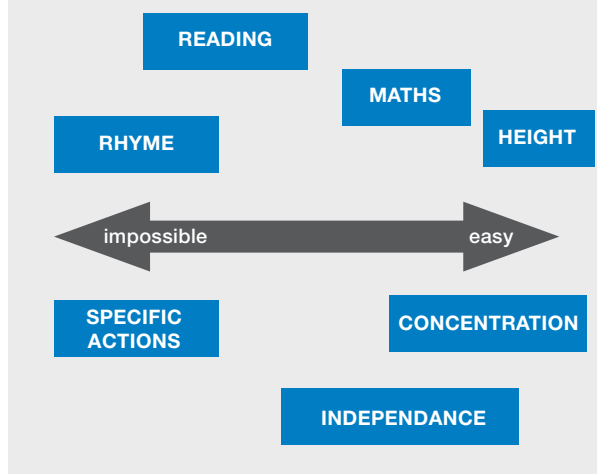 READING
MATHS
HEIGHT
RHYME
impossible
easy
SPECIFIC
ACTIONS
CONCENTRATION
INDEPENDANCE